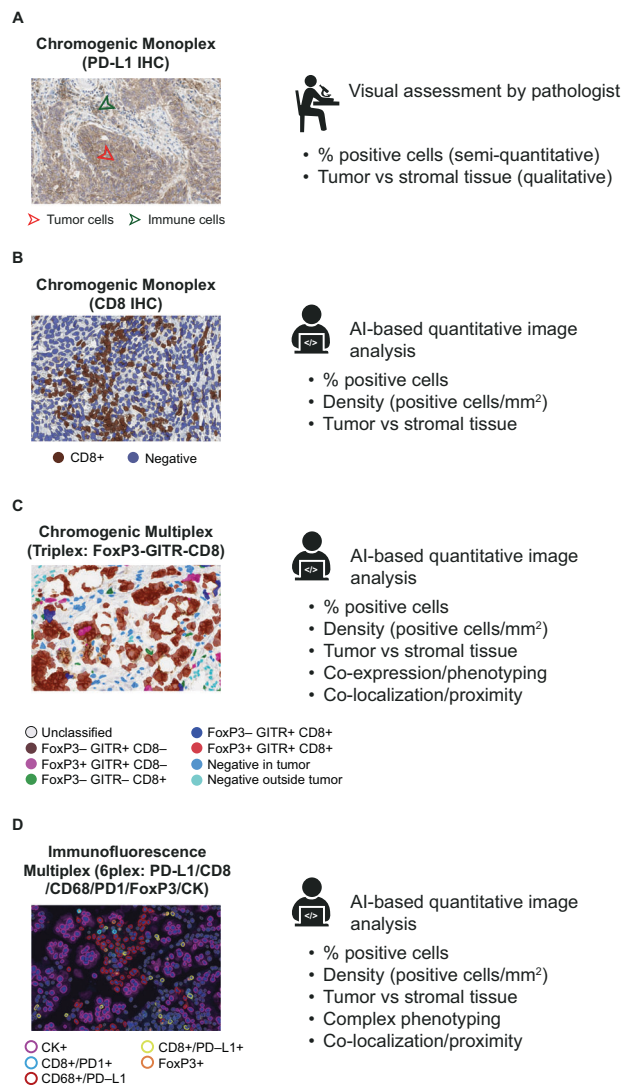 A
Chromogenic Monoplex
(PD-L1 IHC)
Visual assessment by pathologist
• % positive cells (semi-quantitative)
• Tumor vs stromal tissue (qualitative)
Tumor cells
Immune cells
B
Chromogenic Monoplex
(CD8 IHC)
</>
AI-based quantitative image
analysis
• % positive cells
• Density (positive cells/mm²)
• Tumor vs stromal tissue
CD8+
Negative
C
Chromogenic Multiplex
(Triplex: FoxP3-GITR-CD8)
</>
AI-based quantitative image
analysis
• % positive cells
• Density (positive cells/mm²)
• Tumor vs stromal tissue
• Co-expression/phenotyping
• Co-localization/proximity
Unclassified
FoxP3– GITR+ CD8–
FoxP3+ GITR+ CD8–
FoxP3– GITR– CD8+
FoxP3– GITR+ CD8+
FoxP3+ GITR+ CD8+
Negative in tumor
Negative outside tumor
D
Immunofluorescence
Multiplex (6plex: PD-L1/CD8
/CD68/PD1/FoxP3/CK)
</>
AI-based quantitative image
analysis
• % positive cells
• Density (positive cells/mm²)
• Tumor vs stromal tissue
• Complex phenotyping
• Co-localization/proximity
CK+
CD8+/PD1+
CD68+/PD–L1
CD8+/PD–L1+
FoxP3+